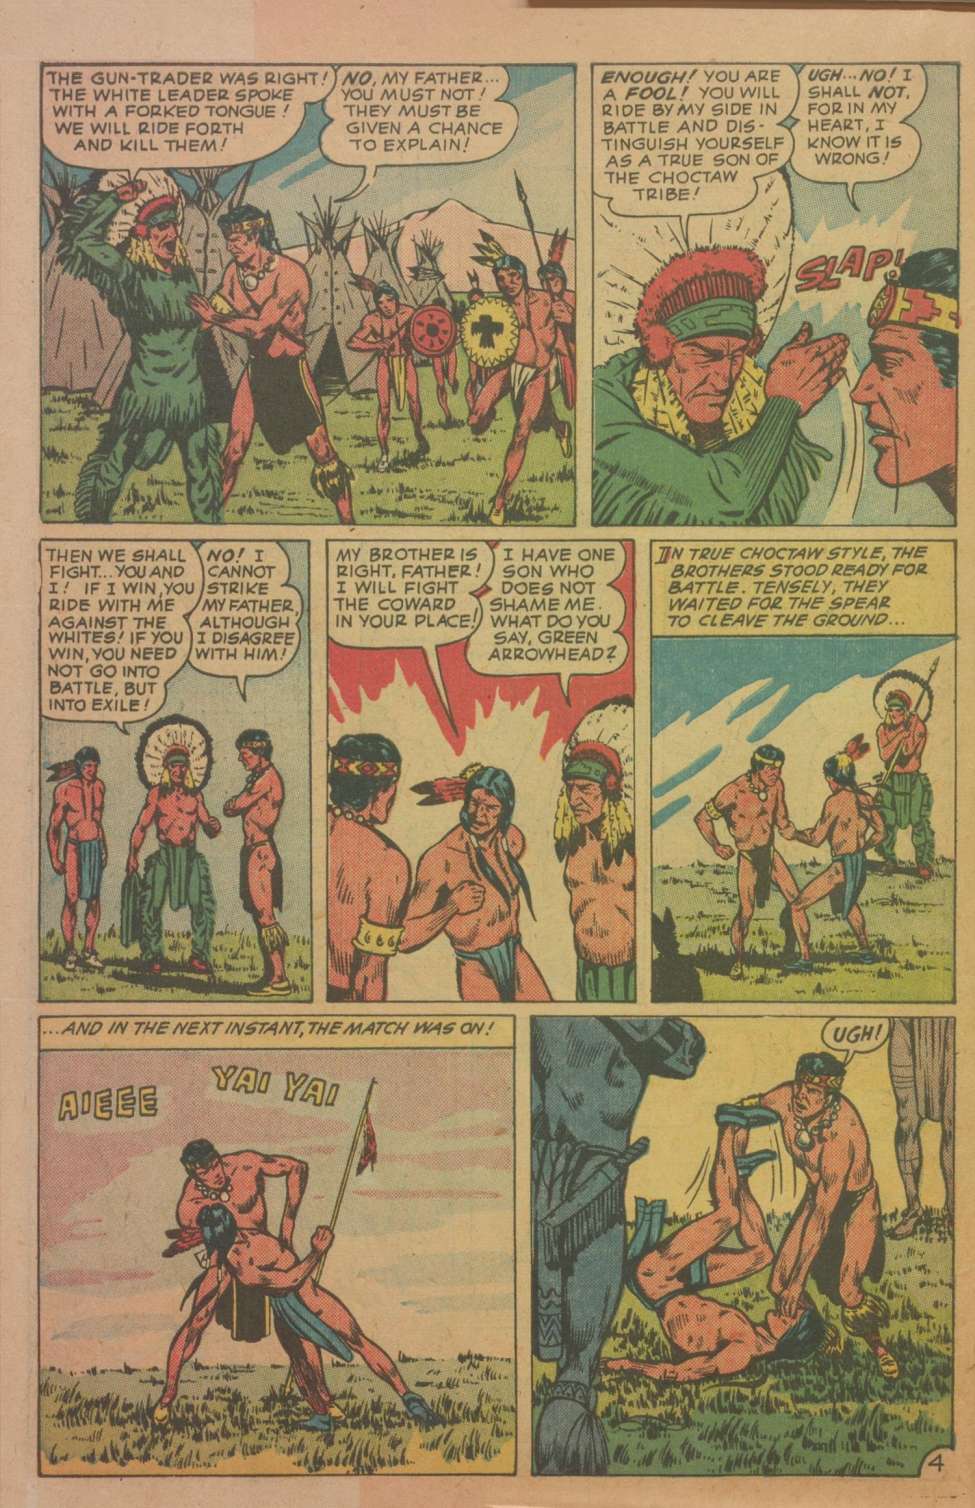 THE GUN-TRADER WAS RIGHT!
THE WHITE LEADER SPOKE
WITH A FORKED TONGUE!
WE WILL RIDE FORTH
AND KILL THEM!
NO, MY FATHER...
YOU MUST NOT!
THEY MUST BE
GIVEN A CHANCE
TO EXPLAIN!
ENOUGH! YOU ARE
A FOOL! YOU WILL
RIDE BY MY SIDE IN
BATTLE AND DIS-
TINGUISH YOURSELF
AS A TRUE SON OF
THE CHOCTAW
TRIBE!
UGH...NO! I
SHALL NOT,
FOR IN MY
HEART, I
KNOW IT IS
WRONG!
SLAP!
THEN WE SHALL
FIGHT...YOU AND
I! IF I WIN, YOU
RIDE WITH ME
AGAINST THE
WHITES! IF YOU
WIN, YOU NEED
NOT GO INTO
BATTLE, BUT
INTO EXILE!
NO! I
CANNOT
STRIKE
MY FATHER,
ALTHOUGH
I DISAGREE
WITH HIM!
MY BROTHER IS
RIGHT, FATHER!
I WILL FIGHT
THE COWARD
IN YOUR PLACE!
I HAVE ONE
SON WHO
DOES NOT
SHAME ME.
WHAT DO YOU
SAY, GREEN
ARROWHEAD?
IN TRUE CHOCTAW STYLE, THE
BROTHERS STOOD READY FOR
BATTLE. TENSELY, THEY
WAITED FOR THE SPEAR
TO CLEAVE THE GROUND...
...AND IN THE NEXT INSTANT, THE MATCH WAS ON!
AIEEE
YAI YAI
UGH!
4